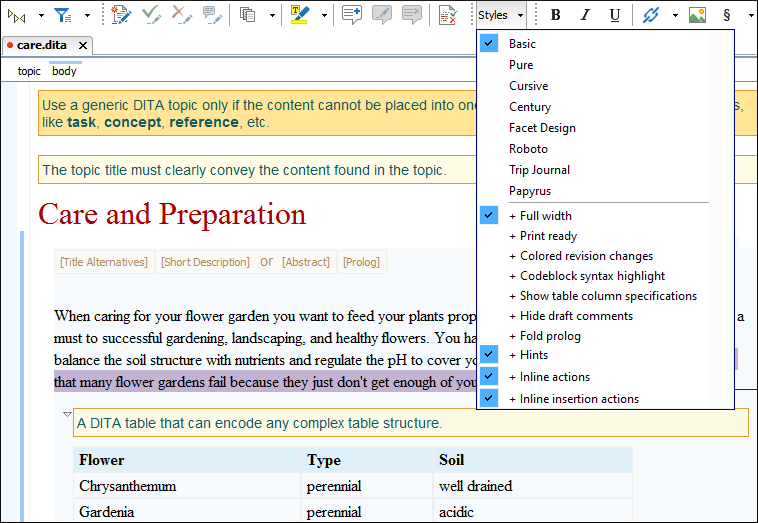 Styles B I U §
care.dita
topic body
Use a generic DITA topic only if the content cannot be placed into one
s,
like task, concept, reference, etc.
The topic title must clearly convey the content found in the topic.
Care and Preparation
[Title Alternatives] [Short Description] or [Abstract] [Prolog]
When caring for your flower garden you want to feed your plants prop
a
must to successful gardening, landscaping, and healthy flowers. You ha
balance the soil structure with nutrients and regulate the pH to cover yo
that many flower gardens fail because they just don't get enough of you
A DITA table that can encode any complex table structure.
Flower Type Soil
Chrysanthemum perennial well drained
Gardenia perennial acidic
Basic
Pure
Cursive
Century
Facet Design
Roboto
Trip Journal
Papyrus
+ Full width
+ Print ready
+ Colored revision changes
+ Codeblock syntax highlight
+ Show table column specifications
+ Hide draft comments
+ Fold prolog
+ Hints
+ Inline actions
+ Inline insertion actions